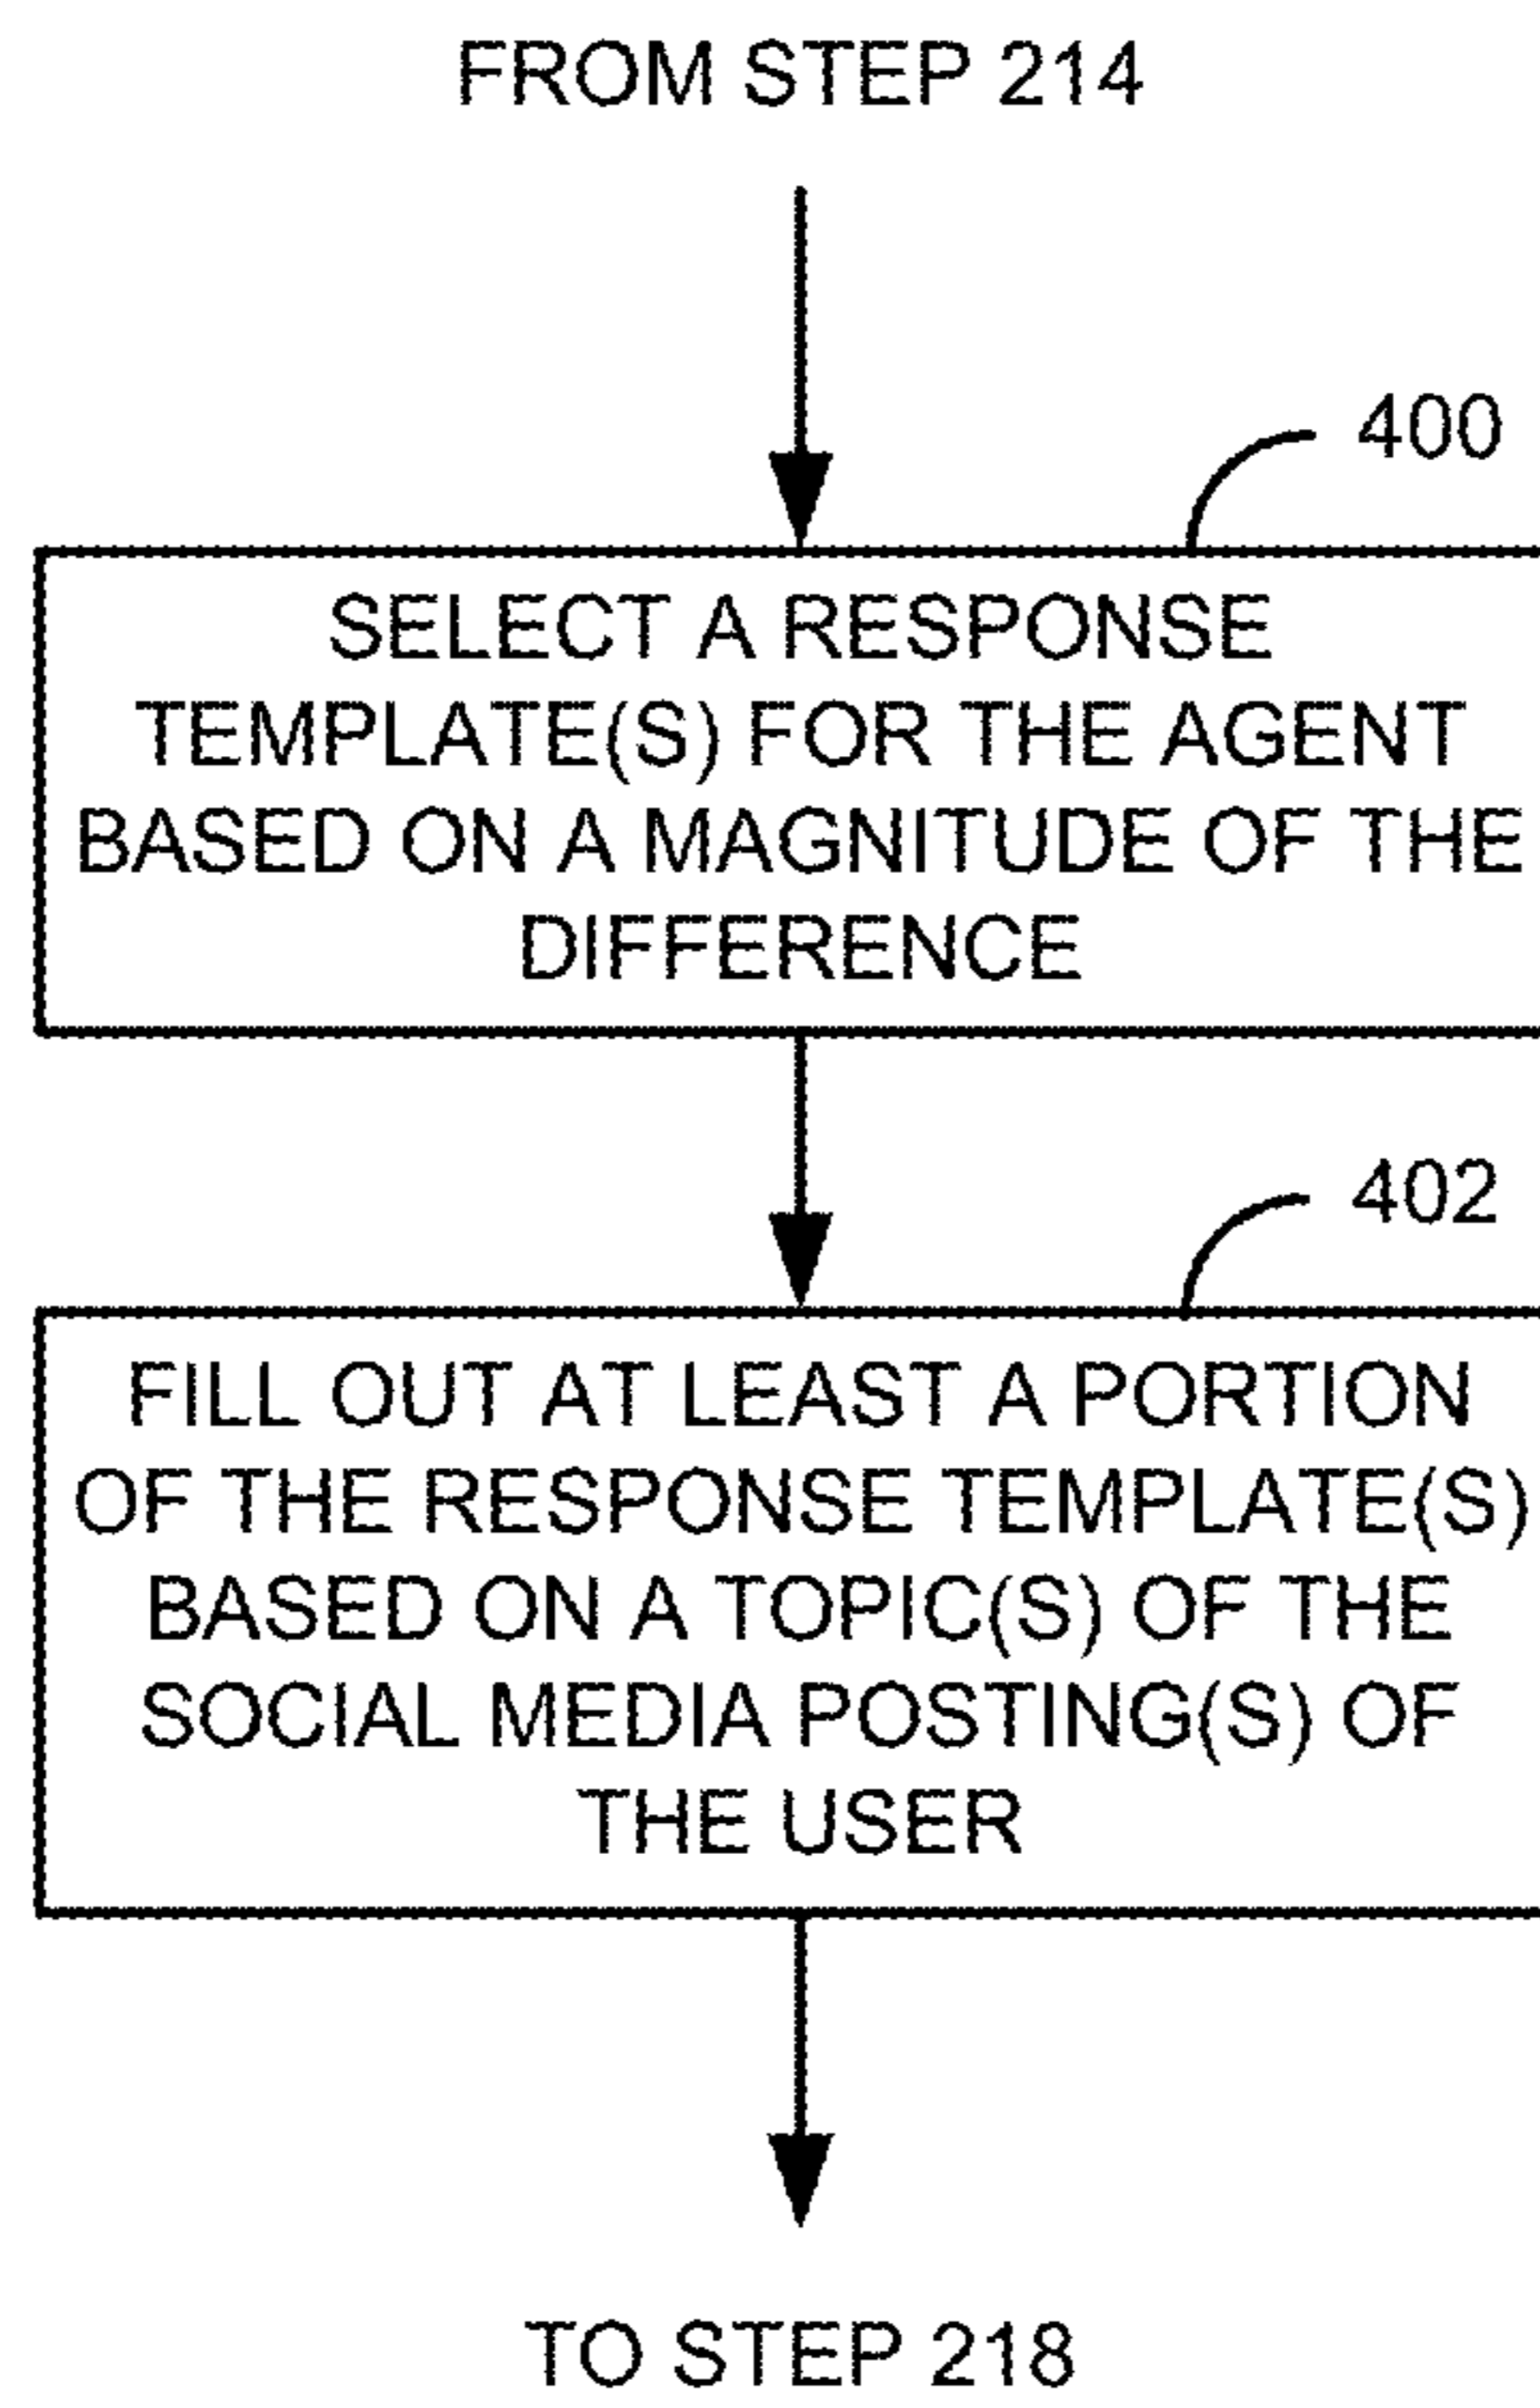 FROM STEP 214
400
SELECT A RESPONSE
TEMPLATE(S) FOR THE AGENT
BASED ON A MAGNITUDE OF THE
DIFFERENCE
402
FILL OUT AT LEAST A PORTION
OF THE RESPONSE TEMPLATE(S)
BASED ON A TOPIC(S) OF THE
SOCIAL MEDIA POSTING(S) OF
THE USER
TO STEP 218